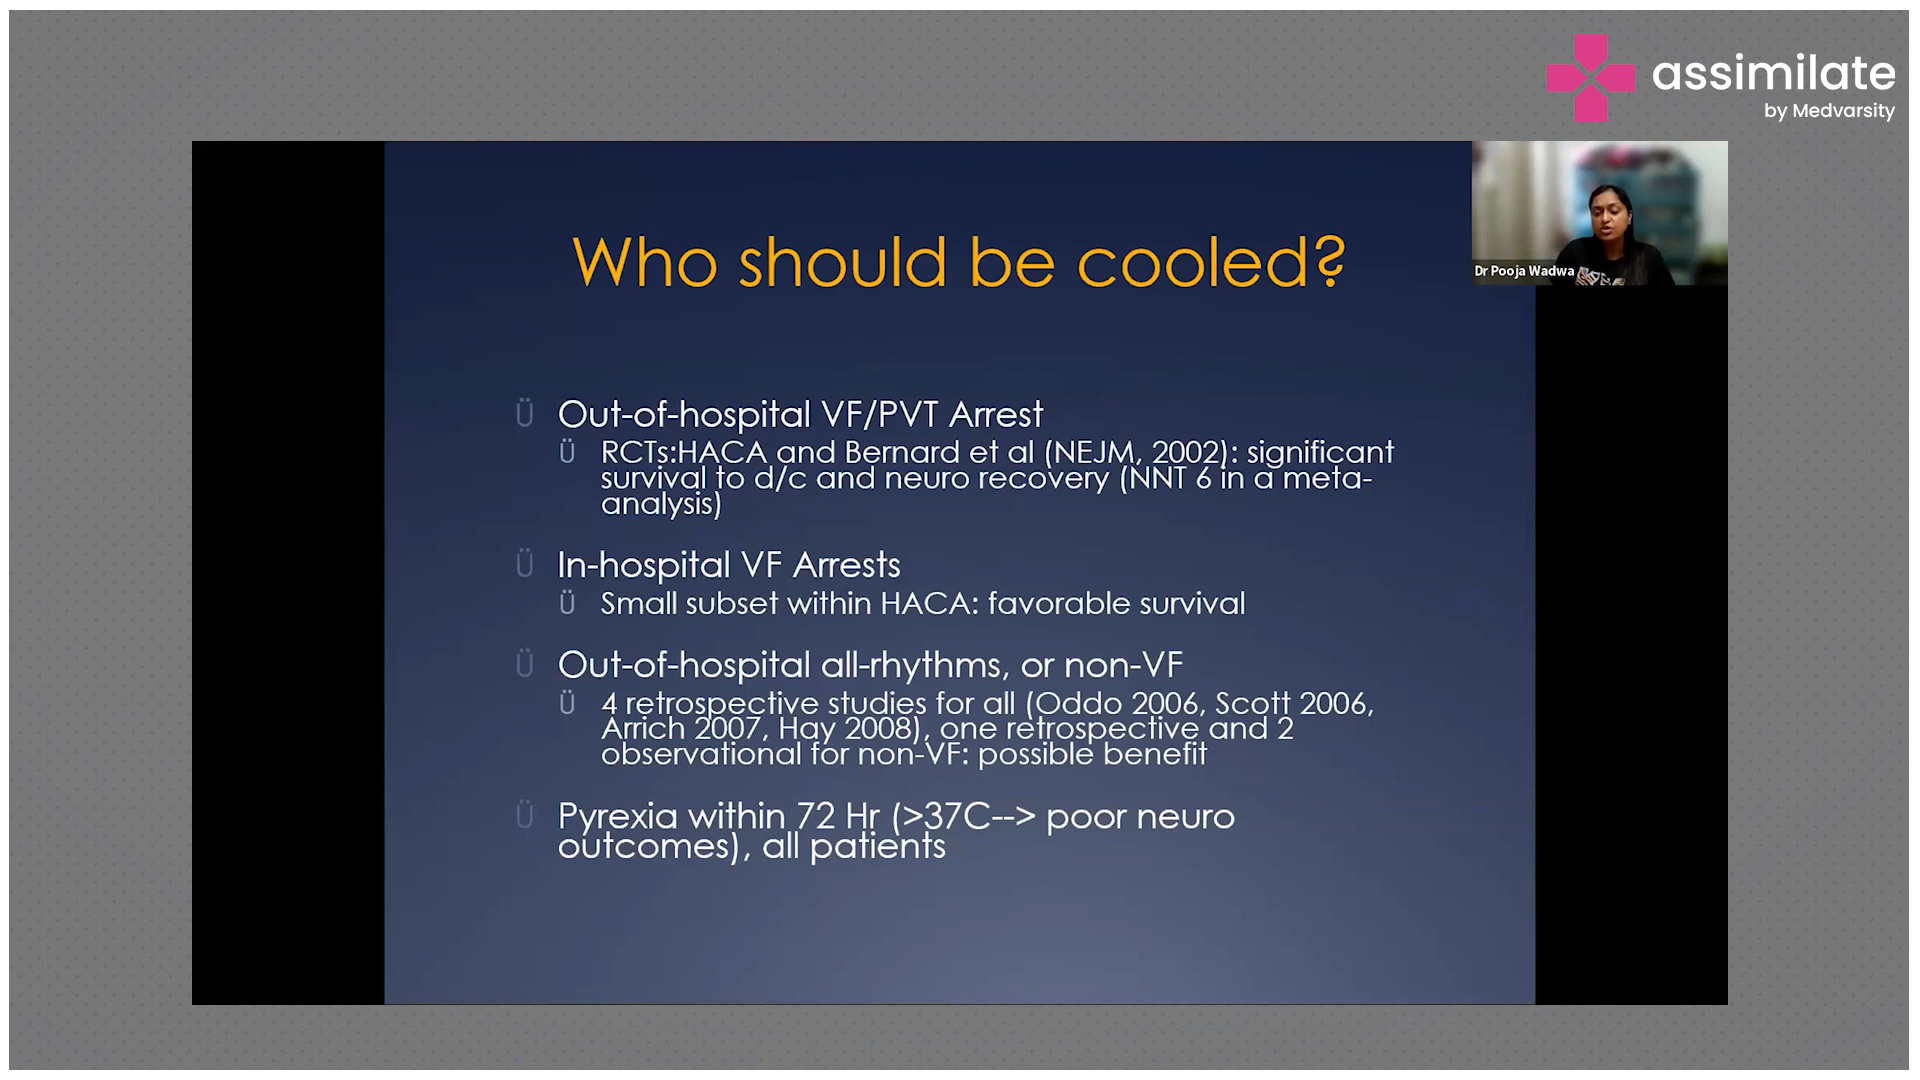 assimilate
by Medvarsity
Dr Pooja Wadwa
Who should be cooled?
Ü Out-of-hospital VF/PVT Arrest
Ü RCTs:HACA and Bernard et al (NEJM, 2002): significant
survival to d/c and neuro recovery (NNT 6 in a meta-
analysis)
Ü In-hospital VF Arrests
Ü Small subset within HACA: favorable survival
Ü Out-of-hospital all-rhythms, or non-VF
Ü 4 retrospective studies for all (Oddo 2006, Scott 2006,
Arrich 2007, Hay 2008), one retrospective and 2
observational for non-VF: possible benefit
Ü Pyrexia within 72 Hr (>37C--> poor neuro
outcomes), all patients